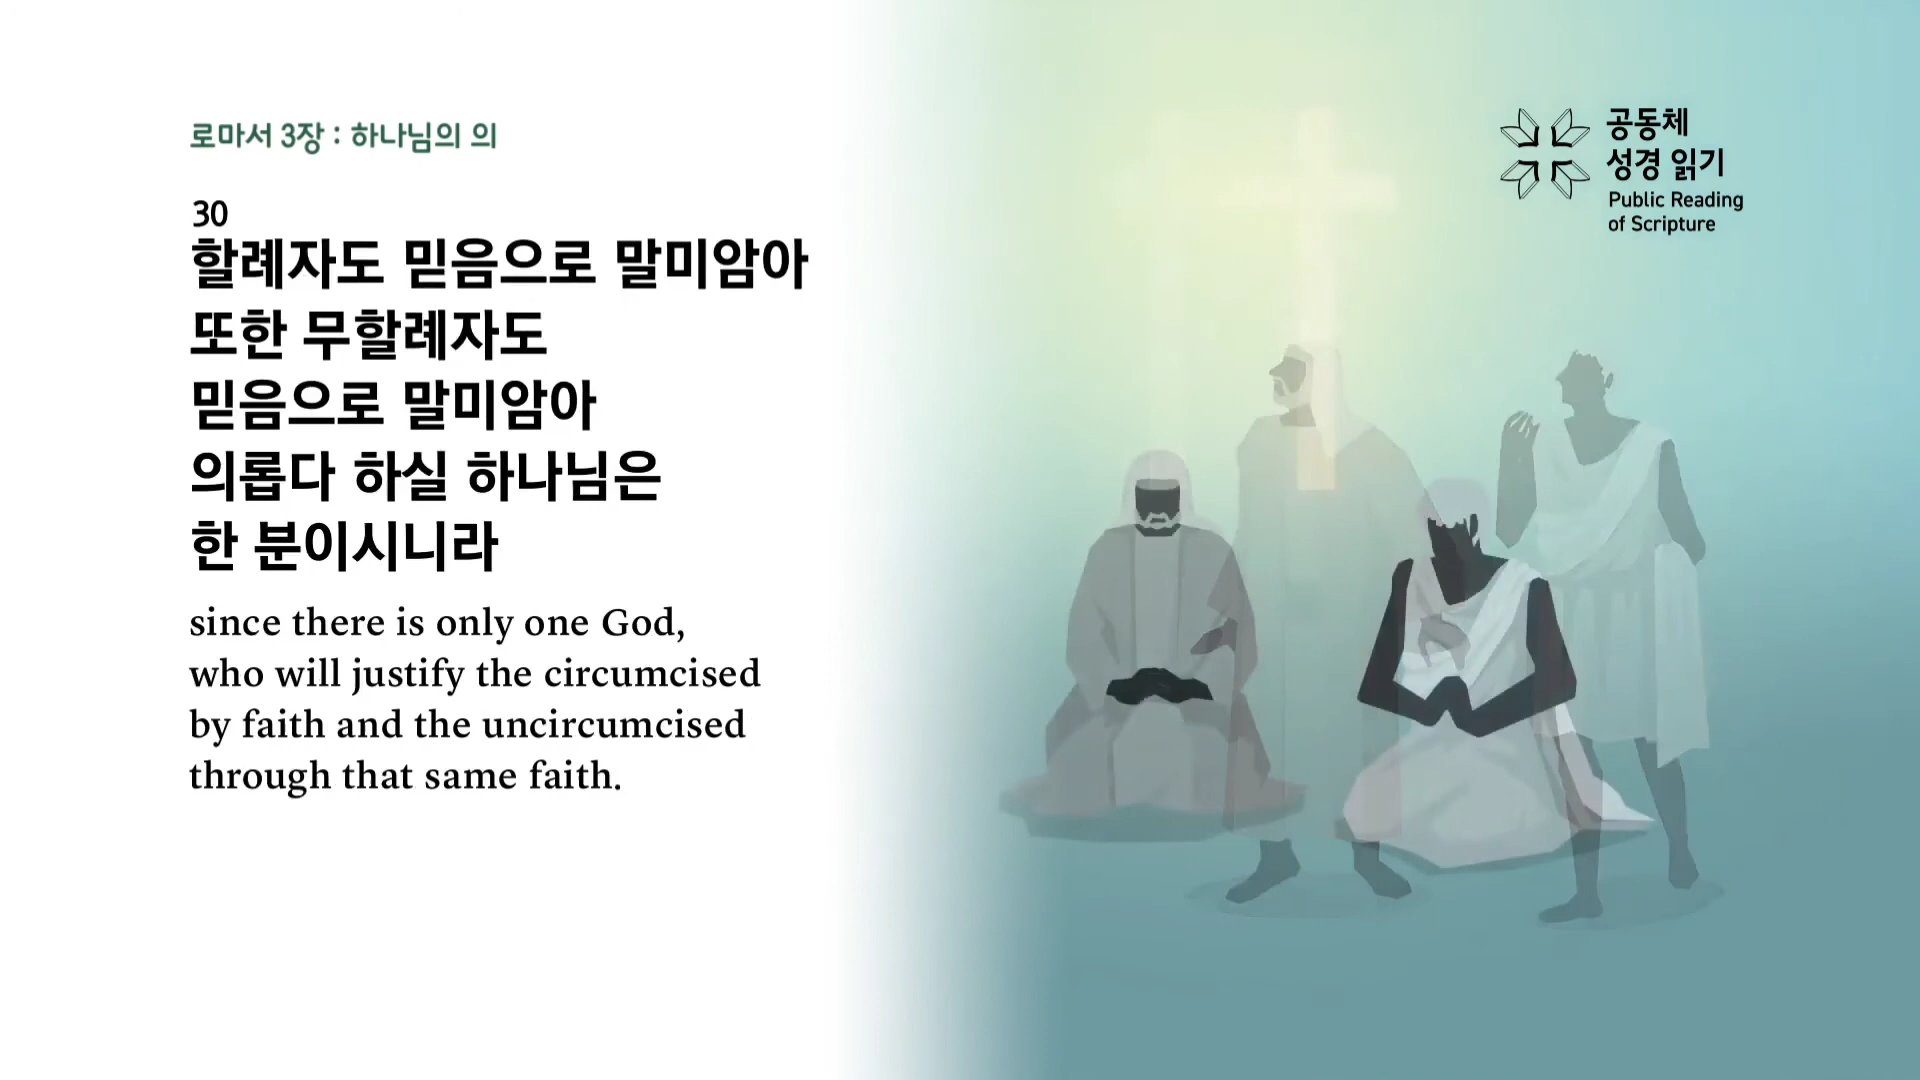 로마서 3장 : 하나님의 의
30
할례자도 믿음으로 말미암아
또한 무할례자도
믿음으로 말미암아
의롭다 하실 하나님은
한 분이시니라
since there is only one God,
who will justify the circumcised
by faith and the uncircumcised
through that same faith.
공동체
성경 읽기
Public Reading
of Scripture